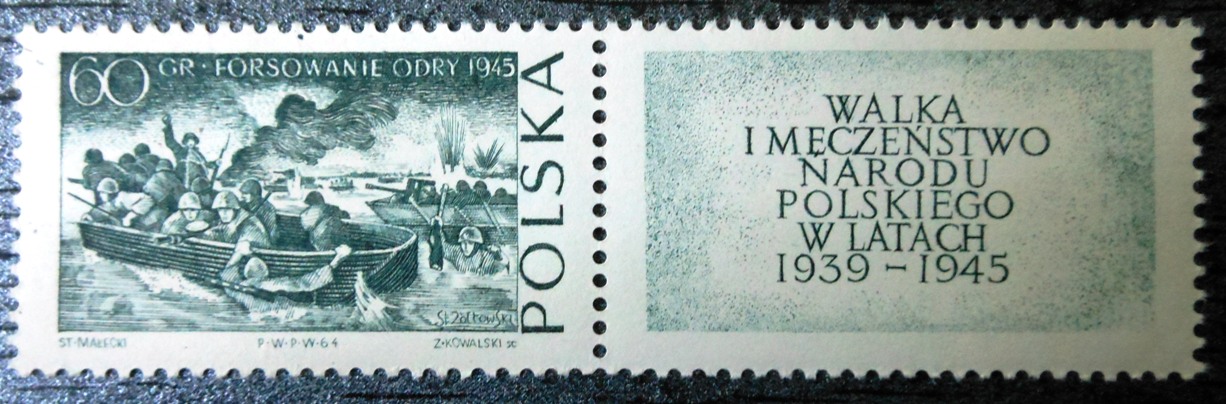 60 GR · FORSOWANIE ODRY 1945
POLSKA
St. Żółtowski
ST·MAŁECKI P·W·P·W·64 Z·KOWALSKI sc
WALKA
I MĘCZEŃSTWO
NARODU
POLSKIEGO
W LATACH
1939 – 1945